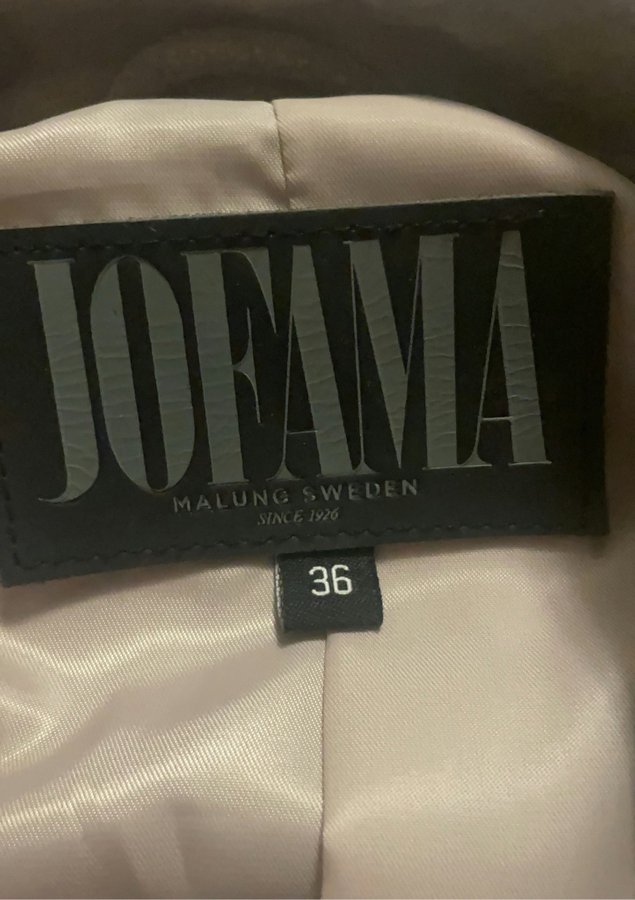 JOFAMA
MALUNG SWEDEN
SINCE 1926
36